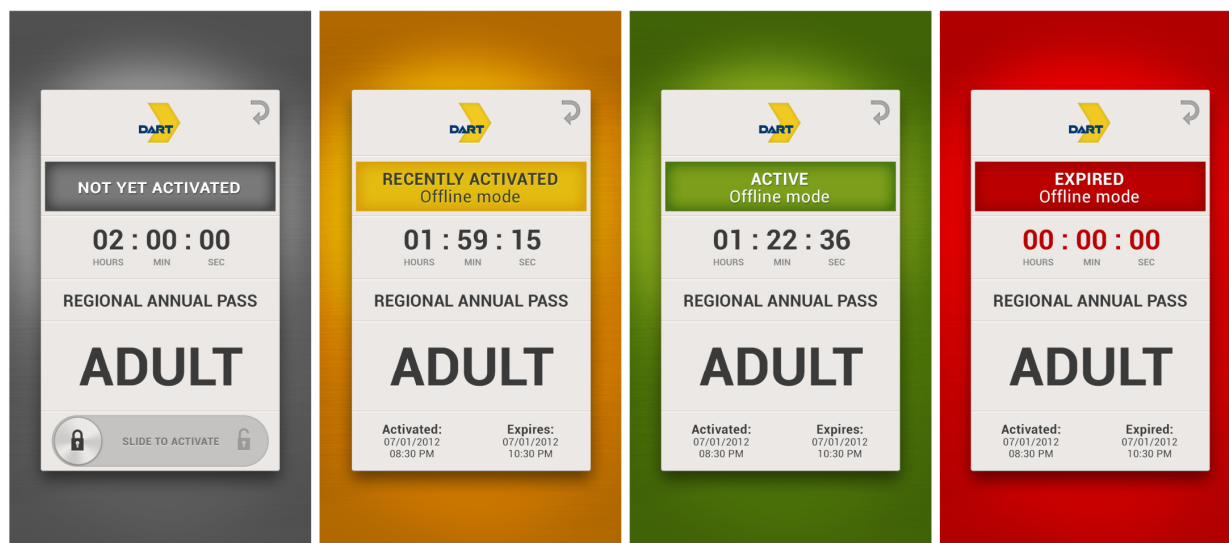 DART
NOT YET ACTIVATED
02 : 00 : 00
HOURS MIN SEC
REGIONAL ANNUAL PASS
ADULT
SLIDE TO ACTIVATE
DART
RECENTLY ACTIVATED
Offline mode
01 : 59 : 15
HOURS MIN SEC
REGIONAL ANNUAL PASS
ADULT
Activated: Expires:
07/01/2012 07/01/2012
08:30 PM 10:30 PM
DART
ACTIVE
Offline mode
01 : 22 : 36
HOURS MIN SEC
REGIONAL ANNUAL PASS
ADULT
Activated: Expires:
07/01/2012 07/01/2012
08:30 PM 10:30 PM
DART
EXPIRED
Offline mode
00 : 00 : 00
HOURS MIN SEC
REGIONAL ANNUAL PASS
ADULT
Activated: Expired:
07/01/2012 07/01/2012
08:30 PM 10:30 PM